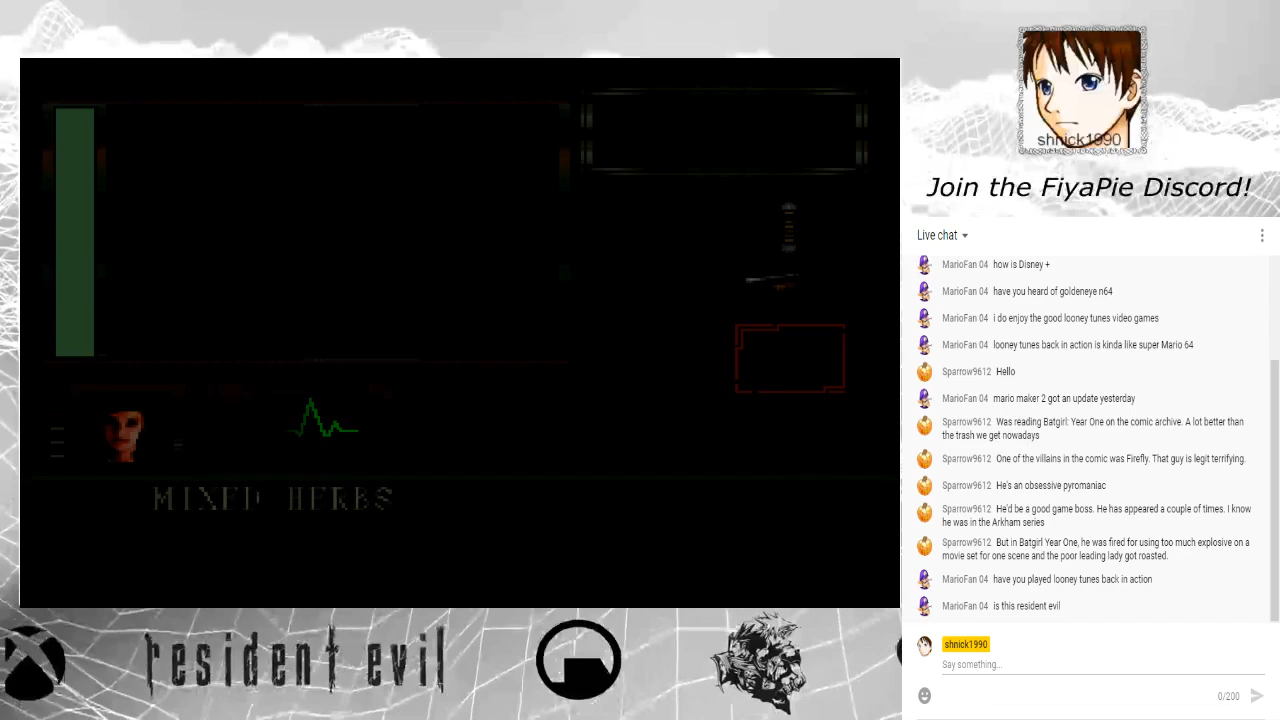 shnick1990
Join the FiyaPie Discord!
Live chat
MarioFan 04 how is Disney +
MarioFan 04 have you heard of goldeneye n64
MarioFan 04 i do enjoy the good looney tunes video games
MarioFan 04 looney tunes back in action is kinda like super Mario 64
Sparrow9612 Hello
MarioFan 04 mario maker 2 got an update yesterday
Sparrow9612 Was reading Batgirl: Year One on the comic archive. A lot better than
the trash we get nowadays
Sparrow9612 One of the villains in the comic was Firefly. That guy is legit terrifying.
Sparrow9612 He's an obsessive pyromaniac
Sparrow9612 He'd be a good game boss. He has appeared a couple of times. I know
he was in the Arkham series
Sparrow9612 But in Batgirl Year One, he was fired for using too much explosive on a
movie set for one scene and the poor leading lady got roasted.
MarioFan 04 have you played looney tunes back in action
MarioFan 04 is this resident evil
shnick1990
Say something...
0/200
MIXED HERBS
resident evil